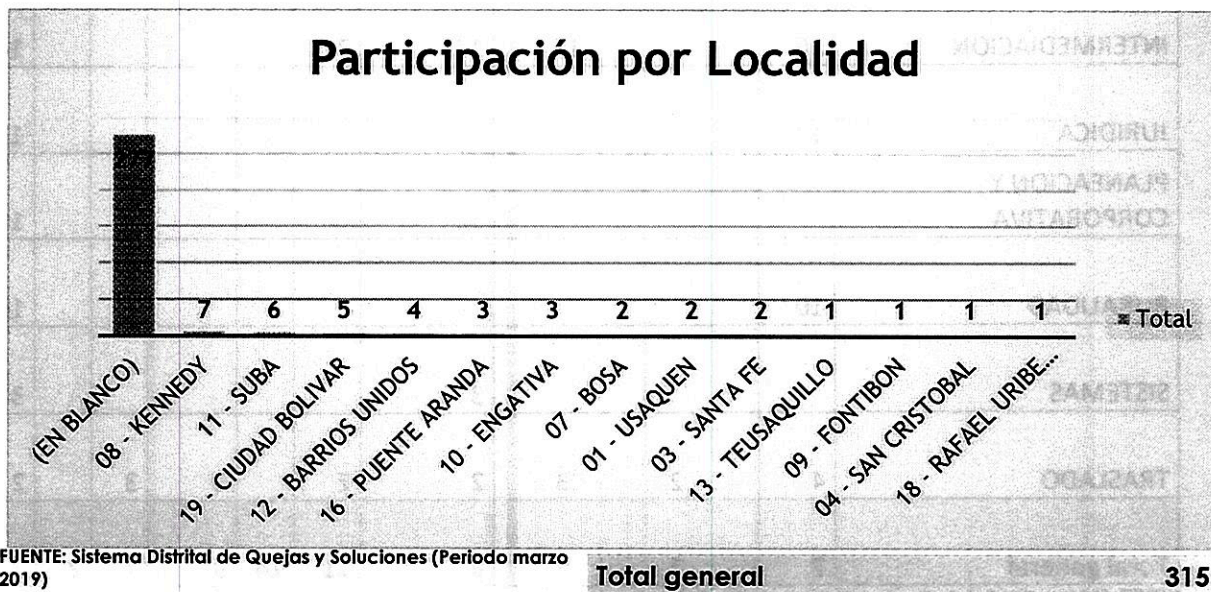 Participación por Localidad
7 6 5 4 3 3 2 2 2 1 1 1 1
Total
(EN BLANCO)
08 - KENNEDY
11 - SUBA
19 - CIUDAD BOLIVAR
12 - BARRIOS UNIDOS
16 - PUENTE ARANDA
10 - ENGATIVA
07 - BOSA
01 - USAQUEN
03 - SANTA FE
13 - TEUSAQUILLO
09 - FONTIBON
04 - SAN CRISTOBAL
18 - RAFAEL URIBE...
FUENTE: Sistema Distrital de Quejas y Soluciones (Periodo marzo
2019)
Total general 315